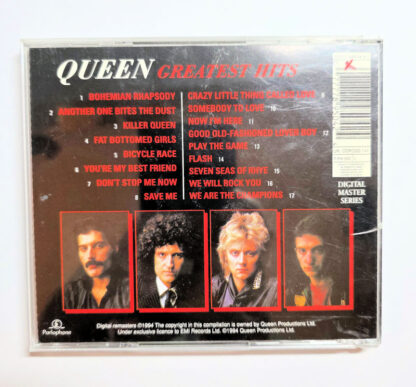 QUEEN GREATEST HITS
1 BOHEMIAN RHAPSODY
2 ANOTHER ONE BITES THE DUST
3 KILLER QUEEN
4 FAT BOTTOMED GIRLS
5 BICYCLE RACE
6 YOU'RE MY BEST FRIEND
7 DON'T STOP ME NOW
8 SAVE ME
CRAZY LITTLE THING CALLED LOVE 9
SOMEBODY TO LOVE 10
NOW I'M HERE
GOOD OLD-FASHIONED LOVER BOY 12
PLAY THE GAME 13
FLASH 14
SEVEN SEAS OF RHYE 15
WE WILL ROCK YOU 16
WE ARE THE CHAMPIONS 17
DIGITAL
MASTER
SERIES
Parlophone
Digital remasters ©1994 The copyright in this compilation is owned by Queen Productions Ltd.
Under exclusive licence to EMI Records Ltd. ©1994 Queen Productions Ltd.